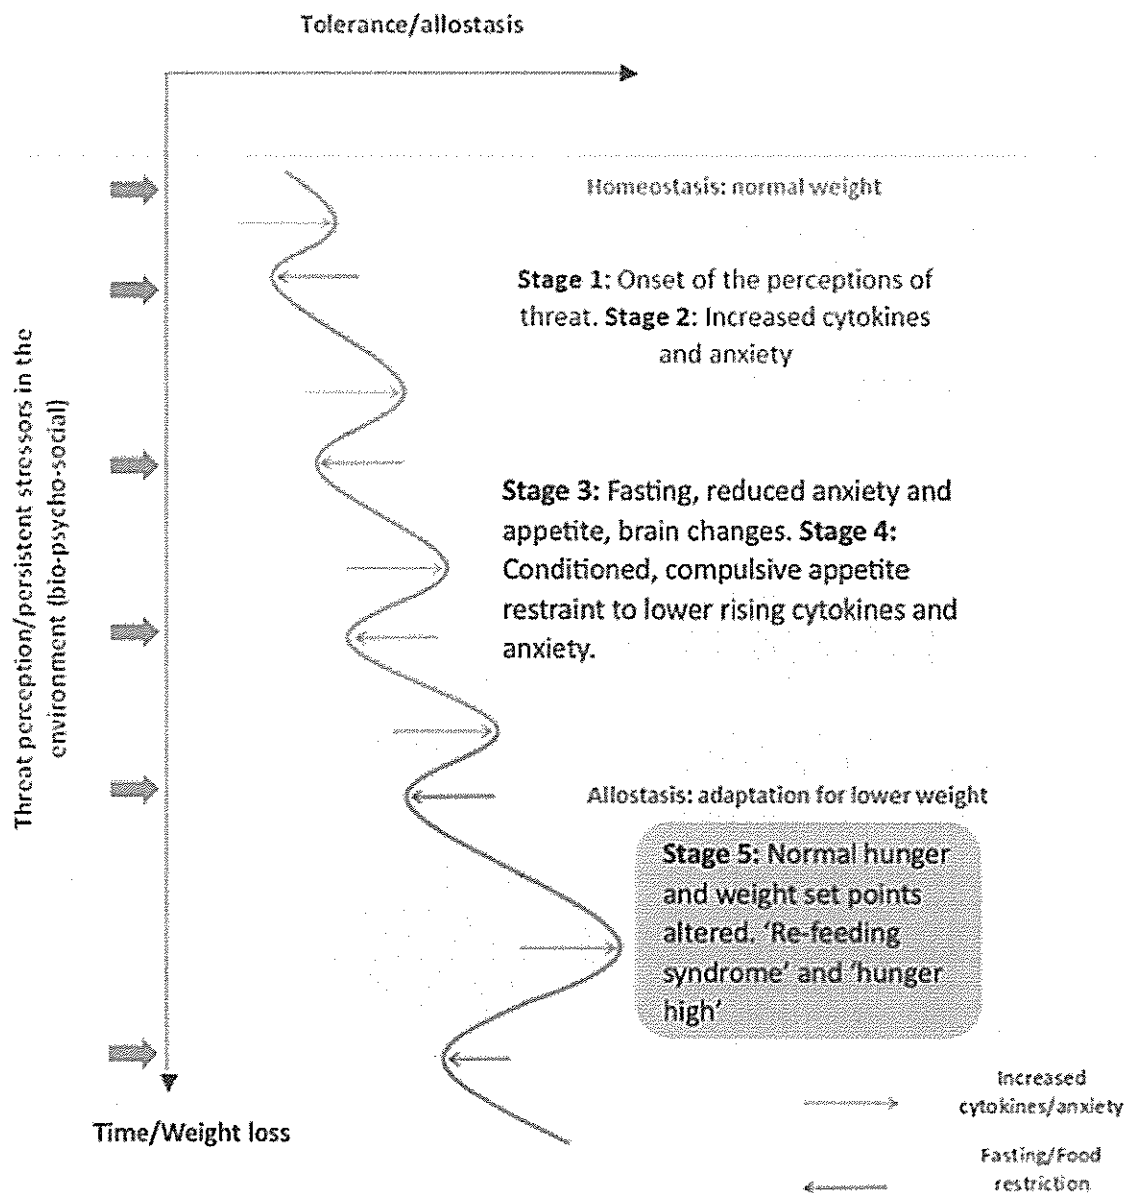 Tolerance/allostasis
Homeostasis: normal weight
Stage 1: Onset of the perceptions of
threat. Stage 2: Increased cytokines
and anxiety
Threat perception/persistent stressors in the
environment (bio-psycho-social)
Stage 3: Fasting, reduced anxiety and
appetite, brain changes. Stage 4:
Conditioned, compulsive appetite
restraint to lower rising cytokines and
anxiety.
Allostasis: adaptation for lower weight
Stage 5: Normal hunger
and weight set points
altered. ‘Re-feeding
syndrome’ and ‘hunger
high’
Time/Weight loss
Increased
cytokines/anxiety
Fasting/Food
restriction